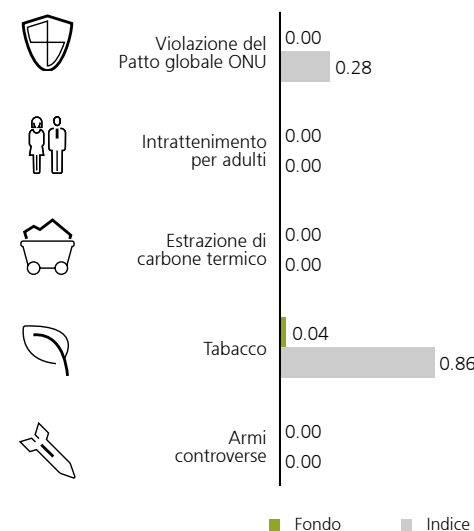 Violazione del
Patto globale ONU
0.00
0.28
Intrattenimento
per adulti
0.00
0.00
Estrazione di
carbone termico
0.00
0.00
Tabacco
0.04
0.86
Armi
controverse
0.00
0.00
Fondo Indice